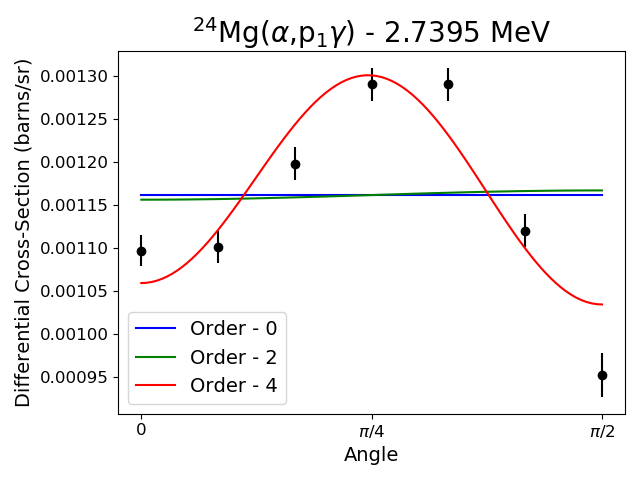 ²⁴Mg(α,p₁γ) - 2.7395 MeV
Differential Cross-Section (barns/sr)
0.00130
0.00125
0.00120
0.00115
0.00110
0.00105
0.00100
0.00095
Order - 0
Order - 2
Order - 4
0 π/4 π/2
Angle